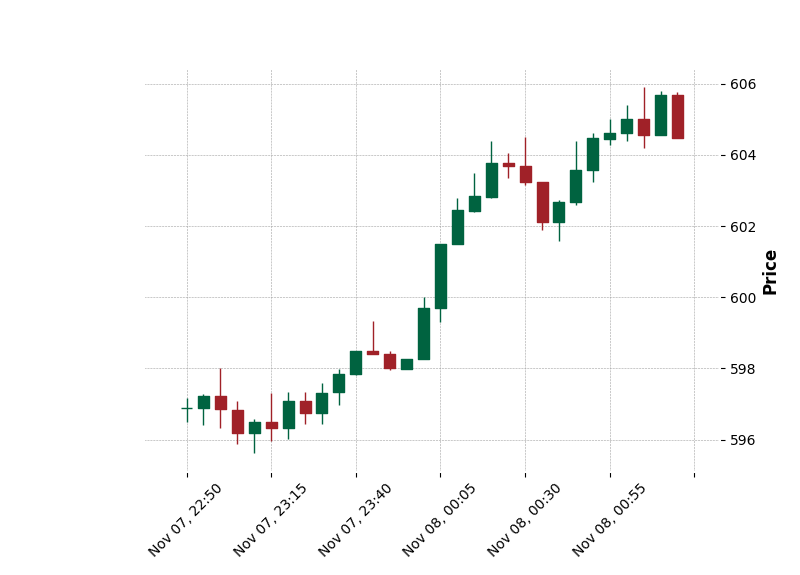 606
604
602
600
598
596
Price
Nov 07, 22:50
Nov 07, 23:15
Nov 07, 23:40
Nov 08, 00:05
Nov 08, 00:30
Nov 08, 00:55